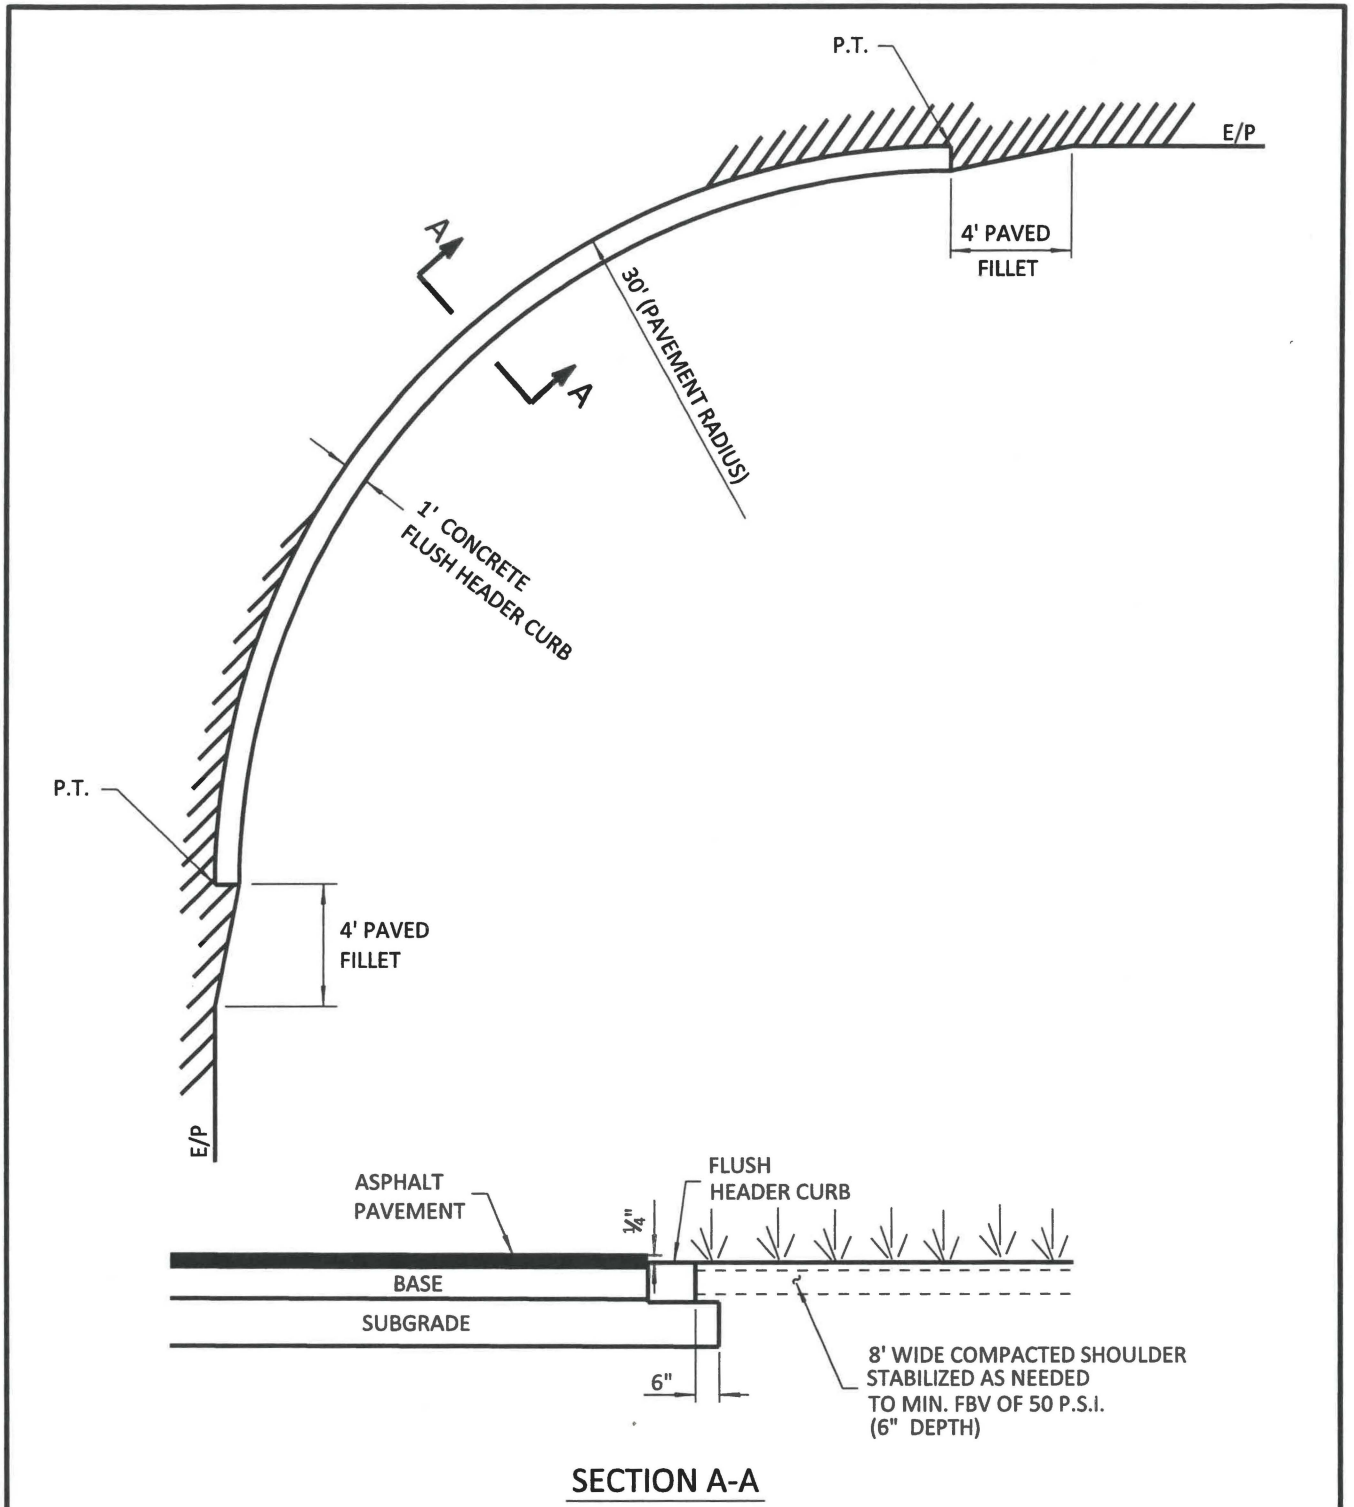 P.T.
E/P
A
4' PAVED
FILLET
30' (PAVEMENT RADIUS)
A
1' CONCRETE
FLUSH HEADER CURB
P.T.
4' PAVED
FILLET
E/P
FLUSH
HEADER CURB
ASPHALT
PAVEMENT
¼"
BASE
SUBGRADE
8' WIDE COMPACTED SHOULDER
STABILIZED AS NEEDED
TO MIN. FBV OF 50 P.S.I.
(6" DEPTH)
6"
SECTION A-A